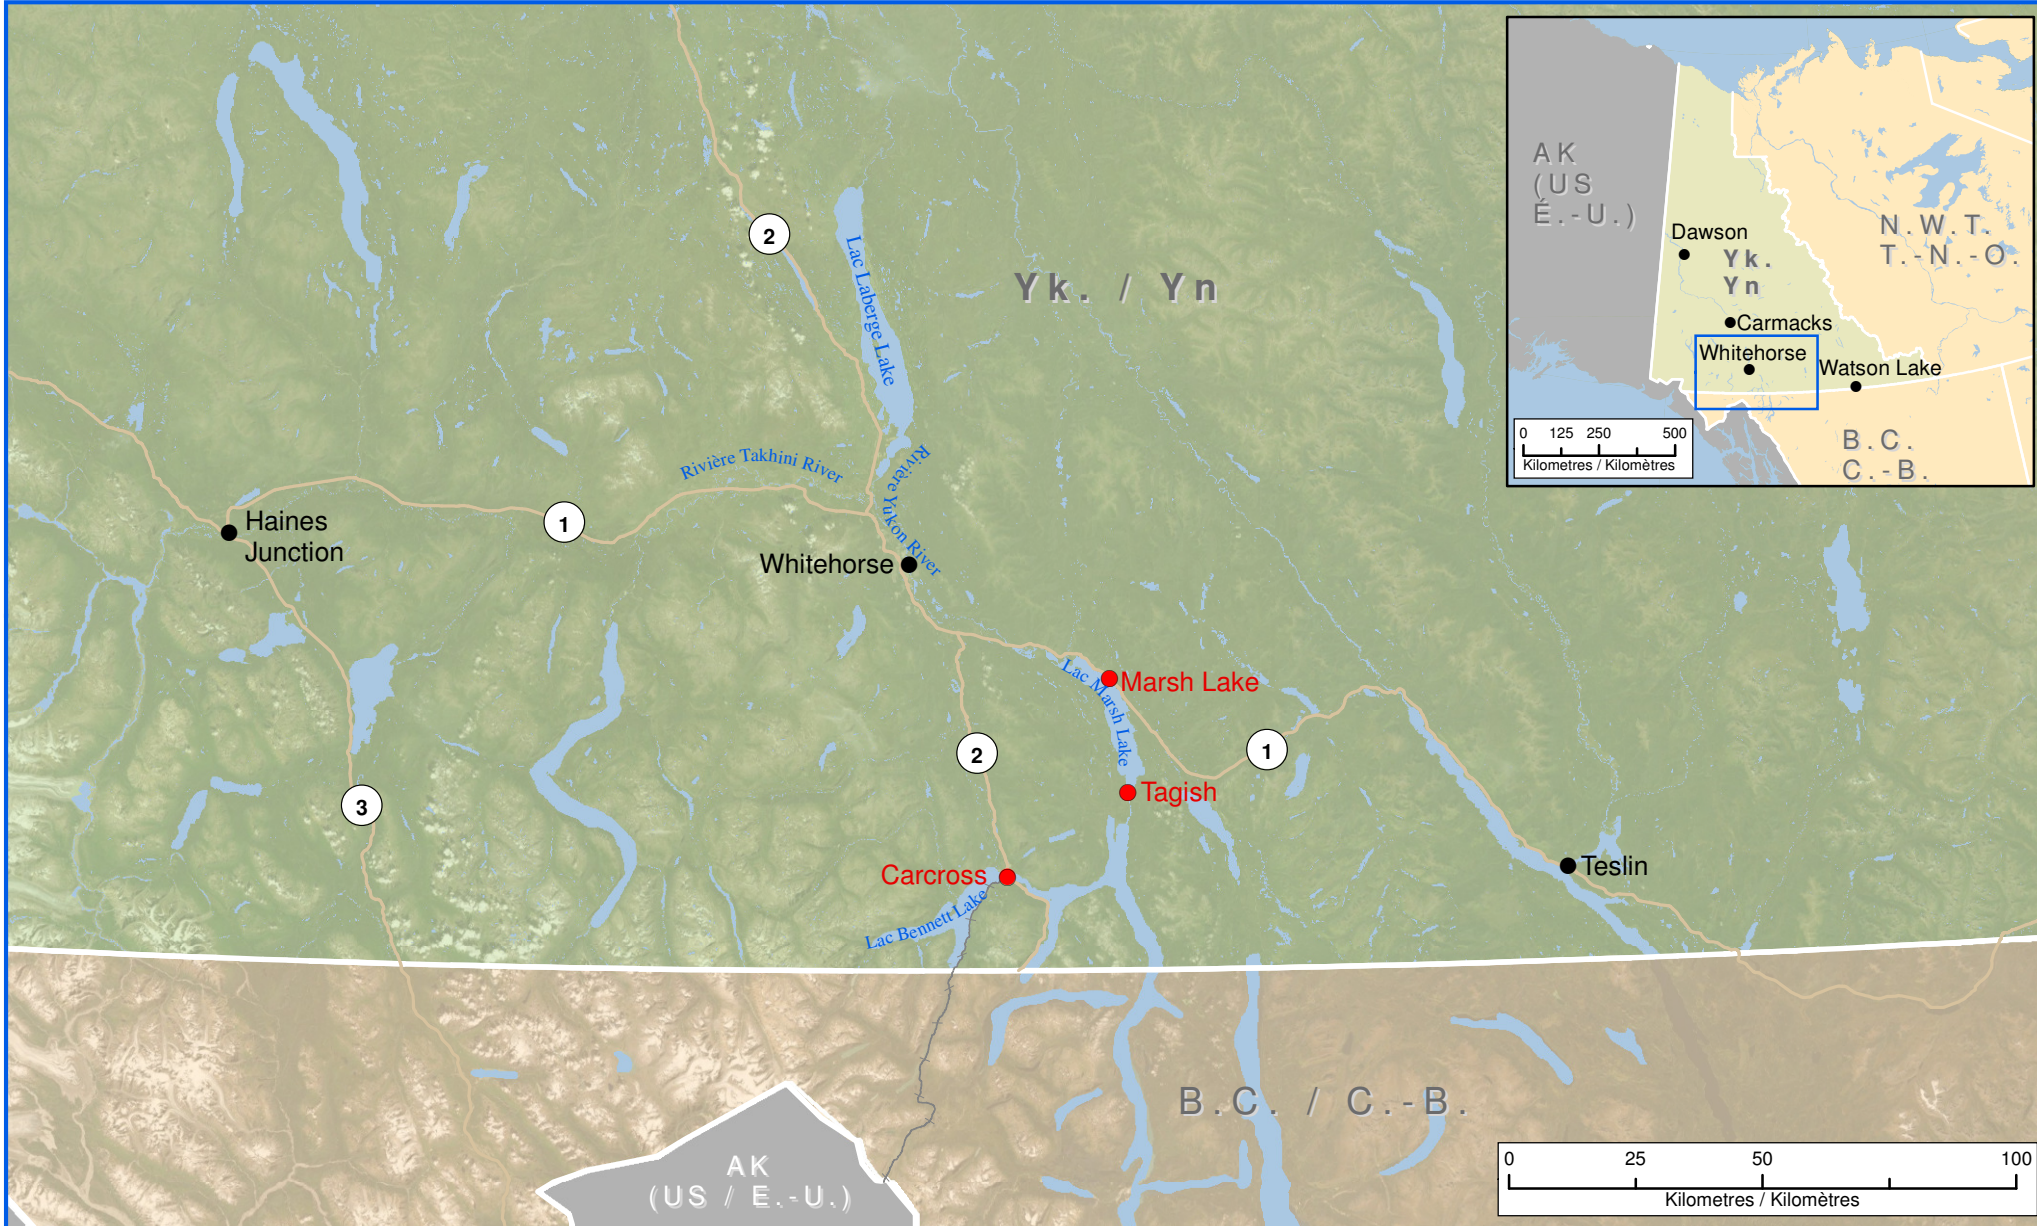 AK
(US
É.-U.)
N.W.T.
T.-N.-O.
Dawson
Yk.
Yn
Carmacks
Whitehorse
Watson Lake
B.C.
C.-B.
0 125 250 500
Kilometres / Kilomètres
2
Lac Laberge Lake
Yk. / Yn
Rivière Takhini River
Rivière Yukon River
1
Haines
Junction
Whitehorse
Lac Marsh Lake
Marsh Lake
2
1
Tagish
3
Carcross
Teslin
Lac Bennett Lake
B.C. / C.-B.
AK
(US / E.-U.)
0 25 50 100
Kilometres / Kilomètres